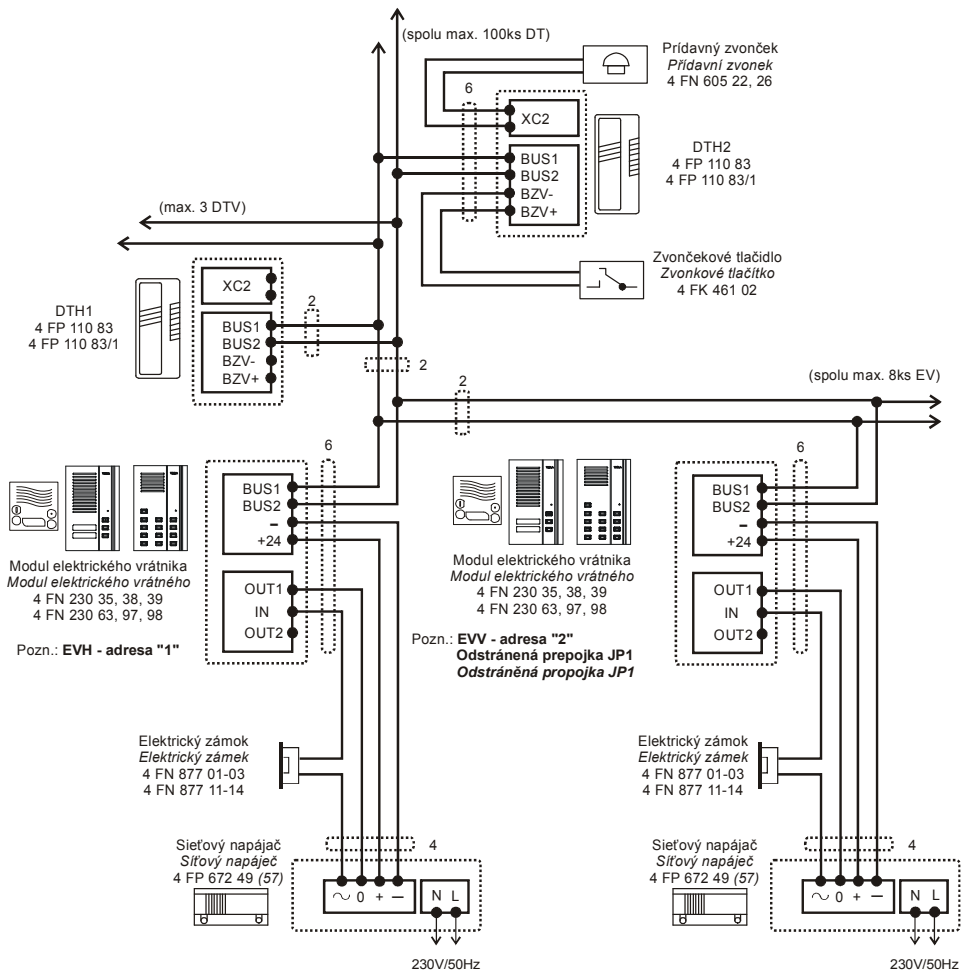 (spolu max. 100ks DT)
Prídavný zvonček
Přídavní zvonek
4 FN 605 22, 26
6
XC2
BUS1
BUS2
BZV-
BZV+
DTH2
4 FP 110 83
4 FP 110 83/1
(max. 3 DTV)
Zvončekové tlačidlo
Zvonkové tlačítko
4 FK 461 02
DTH1
4 FP 110 83
4 FP 110 83/1
XC2
BUS1
BUS2
BZV-
BZV+
2
2
2
(spolu max. 8ks EV)
6
BUS1
BUS2
–
+24
OUT1
IN
OUT2
Modul elektrického vrátnika
Modul elektrického vrátného
4 FN 230 35, 38, 39
4 FN 230 63, 97, 98
Pozn.: EVH - adresa "1"
6
BUS1
BUS2
–
+24
OUT1
IN
OUT2
Modul elektrického vrátnika
Modul elektrického vrátného
4 FN 230 35, 38, 39
4 FN 230 63, 97, 98
Pozn.: EVV - adresa "2"
Odstránená prepojka JP1
Odstráněná propojka JP1
Elektrický zámok
Elektrický zámek
4 FN 877 01-03
4 FN 877 11-14
Elektrický zámok
Elektrický zámek
4 FN 877 01-03
4 FN 877 11-14
Sieťový napájač
Síťový napáječ
4 FP 672 49 (57)
4
~ 0 + – N L
230V/50Hz
Sieťový napájač
Síťový napáječ
4 FP 672 49 (57)
4
~ 0 + – N L
230V/50Hz